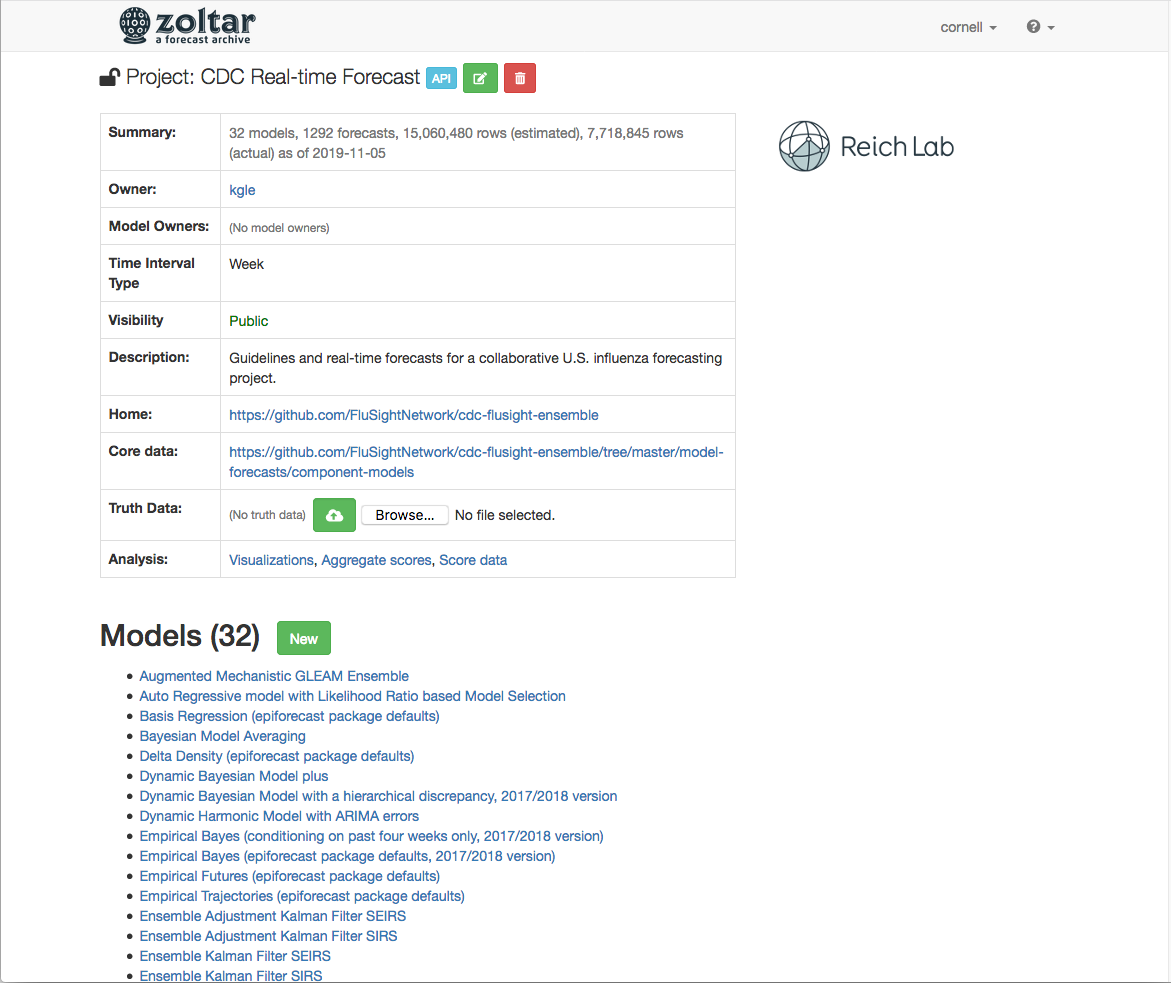 zoltar
a forecast archive
cornell
Project: CDC Real-time Forecast API
Summary: 32 models, 1292 forecasts, 15,060,480 rows (estimated), 7,718,845 rows
(actual) as of 2019-11-05
Reich Lab
Owner: kgle
Model Owners: (No model owners)
Time Interval Week
Type
Visibility Public
Description: Guidelines and real-time forecasts for a collaborative U.S. influenza forecasting
project.
Home: https://github.com/FluSightNetwork/cdc-flusight-ensemble
Core data: https://github.com/FluSightNetwork/cdc-flusight-ensemble/tree/master/model-
forecasts/component-models
Truth Data: (No truth data) Browse... No file selected.
Analysis: Visualizations, Aggregate scores, Score data
Models (32) New
Augmented Mechanistic GLEAM Ensemble
Auto Regressive model with Likelihood Ratio based Model Selection
Basis Regression (epiforecast package defaults)
Bayesian Model Averaging
Delta Density (epiforecast package defaults)
Dynamic Bayesian Model plus
Dynamic Bayesian Model with a hierarchical discrepancy, 2017/2018 version
Dynamic Harmonic Model with ARIMA errors
Empirical Bayes (conditioning on past four weeks only, 2017/2018 version)
Empirical Bayes (epiforecast package defaults, 2017/2018 version)
Empirical Futures (epiforecast package defaults)
Empirical Trajectories (epiforecast package defaults)
Ensemble Adjustment Kalman Filter SEIRS
Ensemble Adjustment Kalman Filter SIRS
Ensemble Kalman Filter SEIRS
Ensemble Kalman Filter SIRS